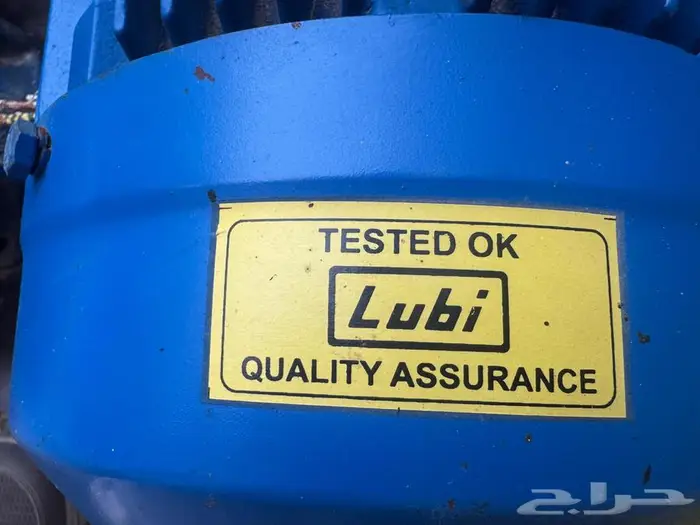 TESTED OK
Lubi
QUALITY ASSURANCE
حراج